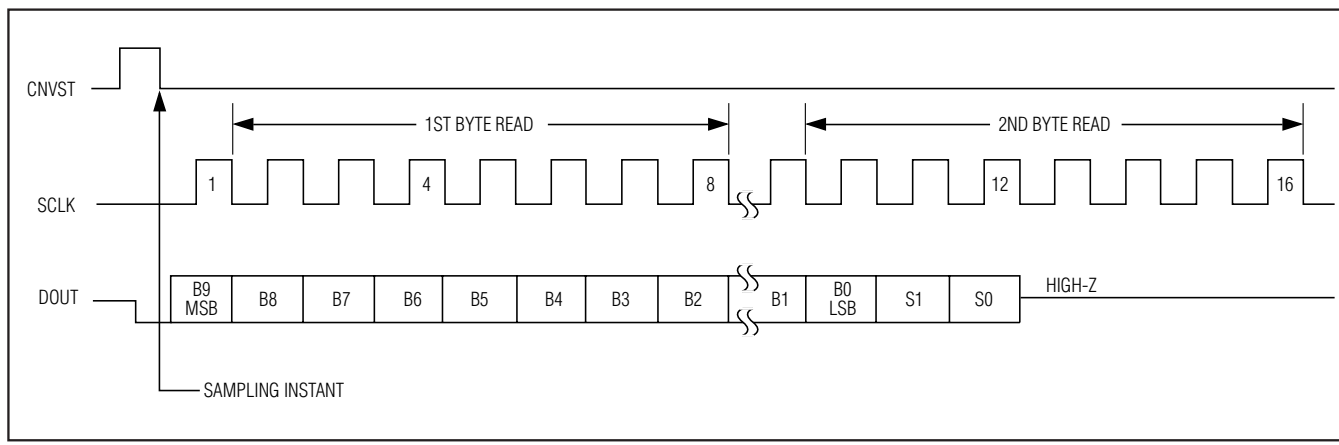 CNVST
1ST BYTE READ
2ND BYTE READ
SCLK
1
4
8
12
16
DOUT
B9
MSB
B8
B7
B6
B5
B4
B3
B2
B1
B0
LSB
S1
S0
HIGH-Z
SAMPLING INSTANT